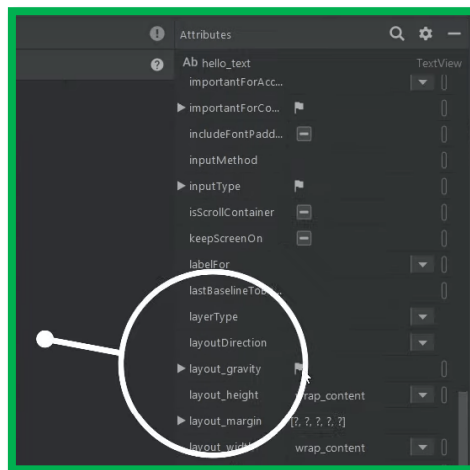 Attributes
Ab hello_text TextView
importantForAcc...
importantForCo...
includeFontPadd...
inputMethod
inputType
isScrollContainer
keepScreenOn
labelFor
layerType
layoutDirection
layout_gravity
layout_height wrap_content
layout_margin [?, ?, ?, ?, ?]
layout_width wrap_content